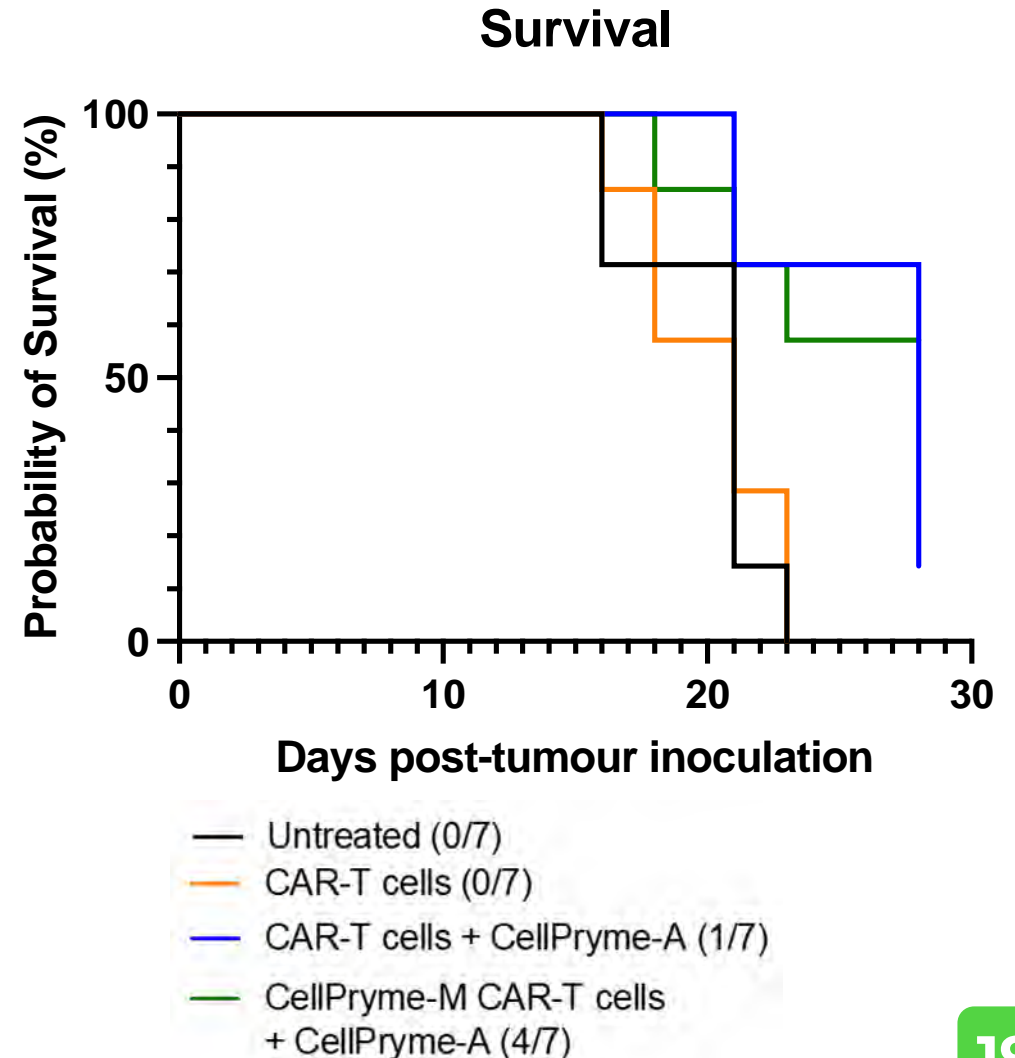 Survival
Probability of Survival (%)
100
50
0
0 10 20 30
Days post-tumour inoculation
Untreated (0/7)
CAR-T cells (0/7)
CAR-T cells + CellPryme-A (1/7)
CellPryme-M CAR-T cells
+ CellPryme-A (4/7)